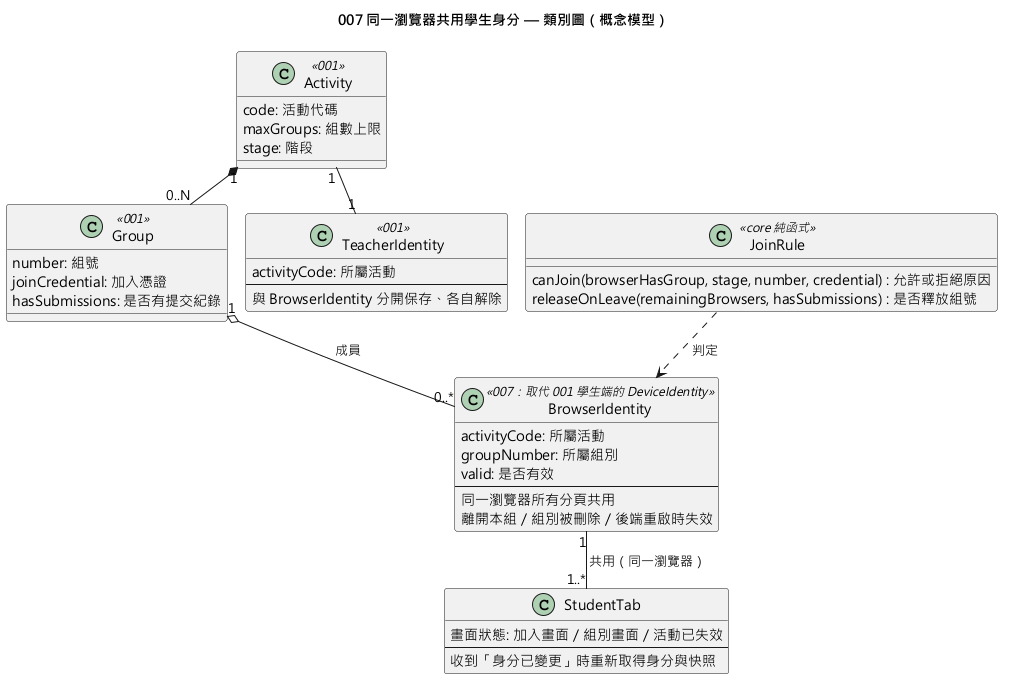 007 同一瀏覽器共用學生身分 — 類別圖（概念模型）
C «001»
Activity
code: 活動代碼
maxGroups: 組數上限
stage: 階段
1
1
0..N
1
C «001»
Group
number: 組號
joinCredential: 加入憑證
hasSubmissions: 是否有提交紀錄
C «001»
TeacherIdentity
activityCode: 所屬活動
與 BrowserIdentity 分開保存、各自解除
C «core 純函式»
JoinRule
canJoin(browserHasGroup, stage, number, credential) : 允許或拒絕原因
releaseOnLeave(remainingBrowsers, hasSubmissions) : 是否釋放組號
1
成員
判定
0..*
C «007：取代 001 學生端的 DeviceIdentity»
BrowserIdentity
activityCode: 所屬活動
groupNumber: 所屬組別
valid: 是否有效
同一瀏覽器所有分頁共用
離開本組 / 組別被刪除 / 後端重啟時失效
1
共用（同一瀏覽器）
1..*
C StudentTab
畫面狀態: 加入畫面 / 組別畫面 / 活動已失效
收到「身分已變更」時重新取得身分與快照